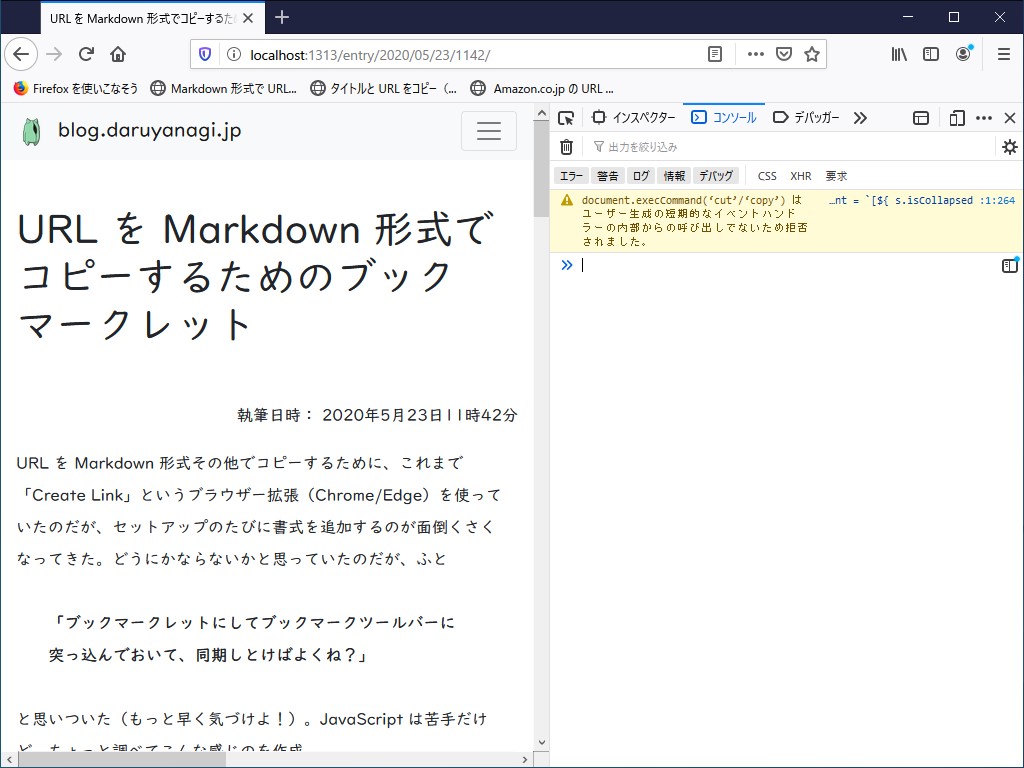 URL を Markdown 形式でコピーするた
localhost:1313/entry/2020/05/23/1142/
Firefox を使いこなそう
Markdown 形式で URL...
タイトルと URL をコピー（...
Amazon.co.jp の URL ...
blog.daruyanagi.jp
URL を Markdown 形式で
コピーするためのブック
マークレット
執筆日時： 2020年5月23日11時42分
URL を Markdown 形式その他でコピーするために、これまで
「Create Link」というブラウザー拡張（Chrome/Edge）を使って
いたのだが、セットアップのたびに書式を追加するのが面倒くさく
なってきた。どうにかならないかと思っていたのだが、ふと
「ブックマークレットにしてブックマークツールバーに
突っ込んでおいて、同期しとけばよくね？」
と思いついた（もっと早く気づけよ！）。JavaScript は苦手だけ
ど、ちょっと調べてこんな感じのを作成
インスペクター
コンソール
デバッガー
出力を絞り込み
エラー
警告
ログ
情報
デバッグ
CSS
XHR
要求
document.execCommand(‘cut’/‘copy’) は
ユーザー生成の短期的なイベントハンド
ラーの内部からの呼び出しでないため拒否
されました。
…nt = `[${ s.isCollapsed :1:264